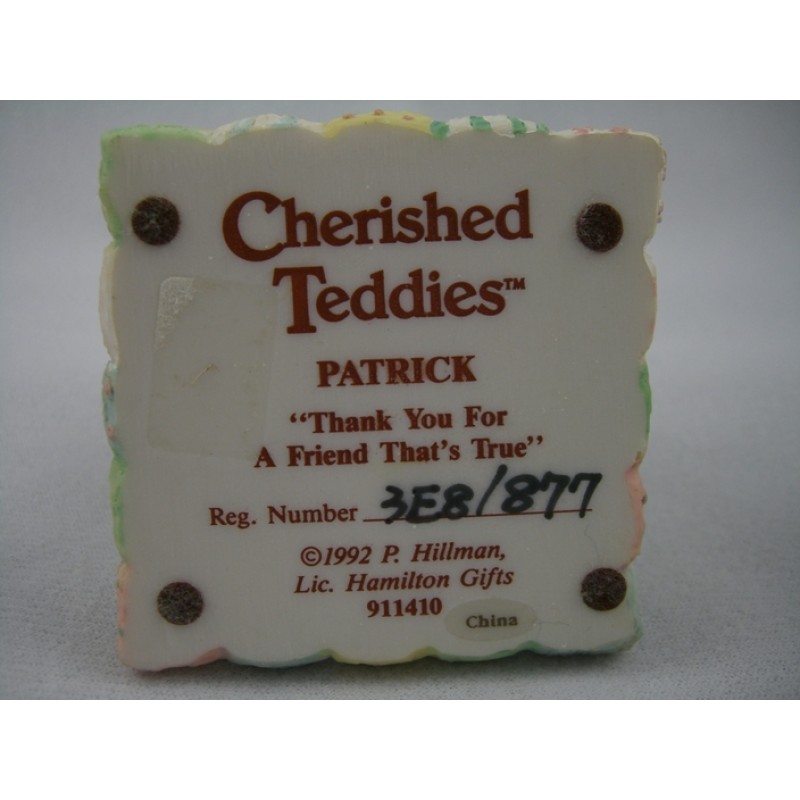 Cherished
Teddies™
PATRICK
“Thank You For
A Friend That's True”
Reg. Number 3E8/877
©1992 P. Hillman,
Lic. Hamilton Gifts
911410
China